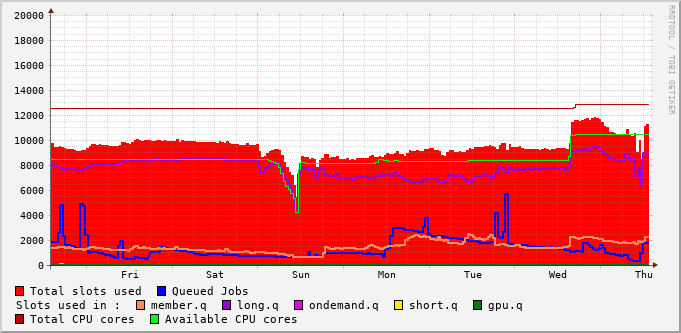 RRDTOOL / TOBI OETIKER
20000
18000
16000
14000
12000
10000
8000
6000
4000
2000
0
Fri Sat Sun Mon Tue Wed Thu
Total slots used Queued Jobs
Slots used in : member.q long.q ondemand.q short.q gpu.q
Total CPU cores Available CPU cores